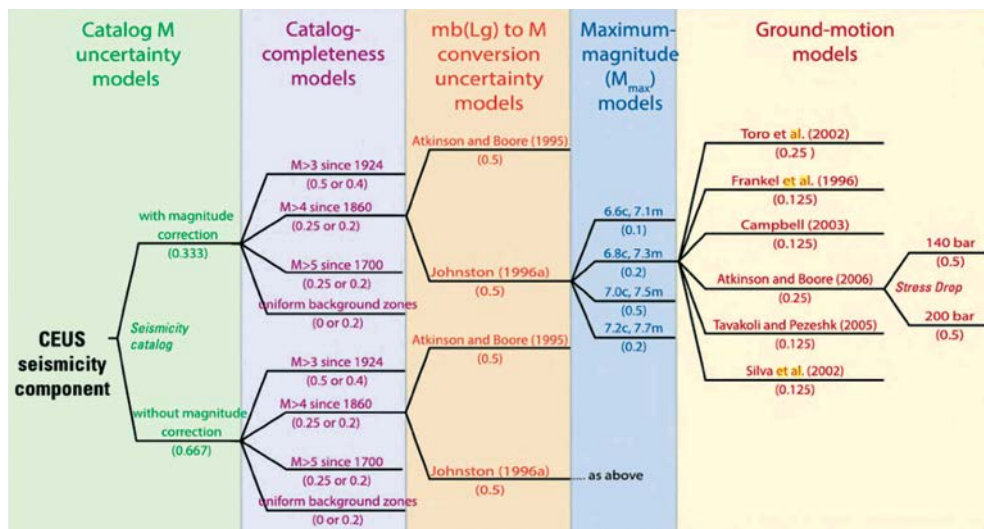 Catalog M
uncertainty
models
Catalog-
completeness
models
mb(Lg) to M
conversion
uncertainty
models
Maximum-
magnitude
(Mmax)
models
Ground-motion
models
CEUS
seismicity
component
Seismicity
catalog
with magnitude
correction
(0.333)
without magnitude
correction
(0.667)
M>3 since 1924
(0.5 or 0.4)
M>4 since 1860
(0.25 or 0.2)
M>5 since 1700
(0.25 or 0.2)
uniform background zones
(0 or 0.2)
M>3 since 1924
(0.5 or 0.4)
M>4 since 1860
(0.25 or 0.2)
M>5 since 1700
(0.25 or 0.2)
uniform background zones
(0 or 0.2)
Atkinson and Boore (1995)
(0.5)
Johnston (1996a)
(0.5)
Atkinson and Boore (1995)
(0.5)
Johnston (1996a)
(0.5)
6.6c, 7.1m
(0.1)
6.8c, 7.3m
(0.2)
7.0c, 7.5m
(0.5)
7.2c, 7.7m
(0.2)
.... as above
Toro et al. (2002)
(0.25 )
Frankel et al. (1996)
(0.125)
Campbell (2003)
(0.125)
Atkinson and Boore (2006)
(0.25)
Tavakoli and Pezeshk (2005)
(0.125)
Silva et al. (2002)
(0.125)
140 bar
(0.5)
Stress Drop
200 bar
(0.5)